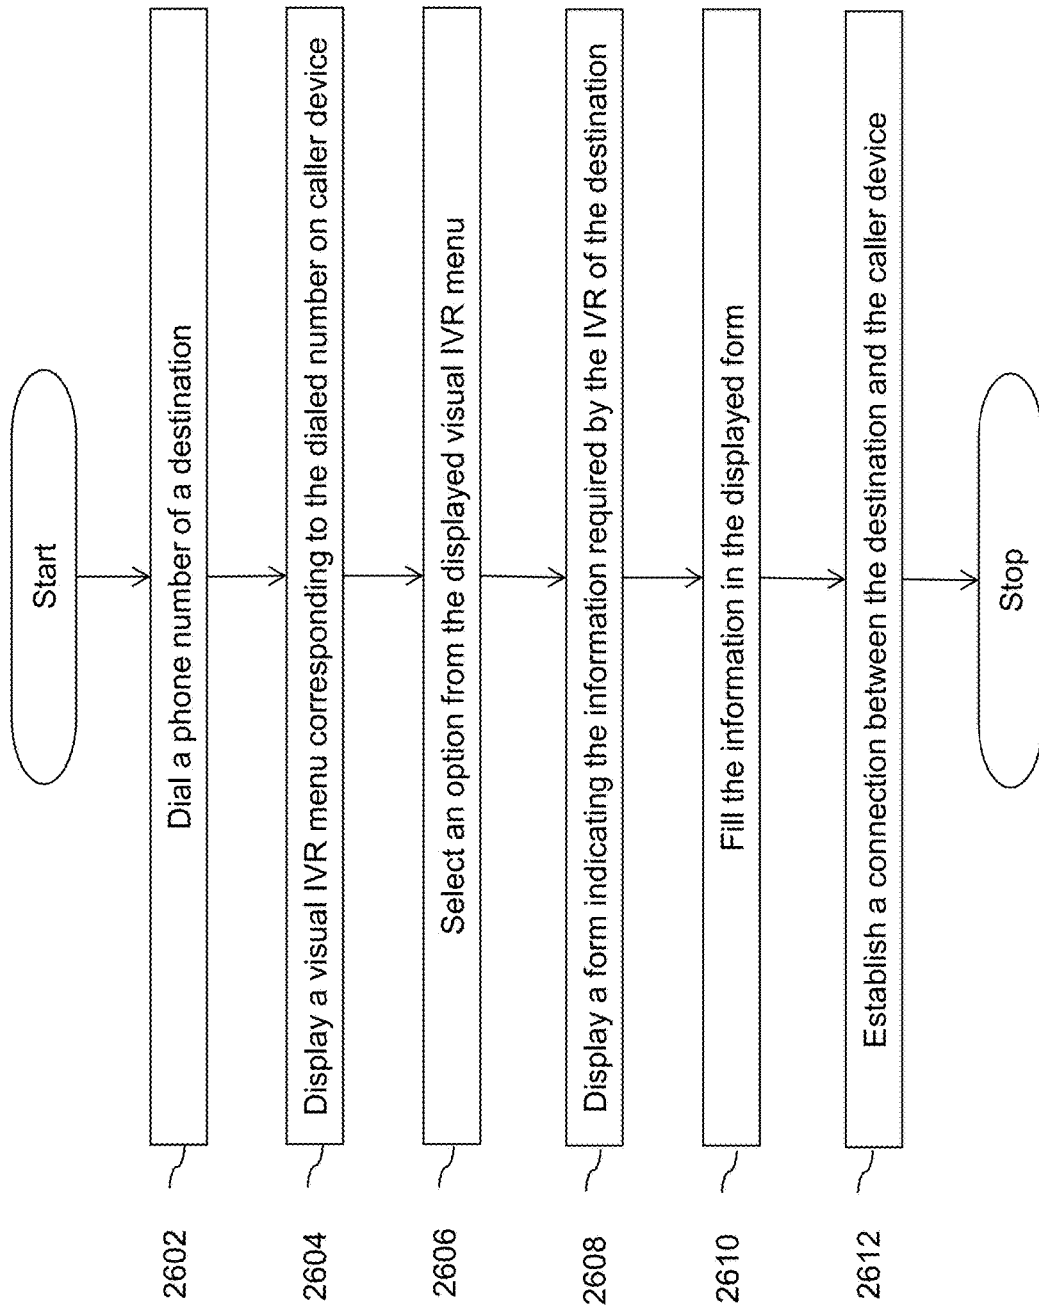 Start
2602 Dial a phone number of a destination
2604 Display a visual IVR menu corresponding to the dialed number on caller device
2606 Select an option from the displayed visual IVR menu
2608 Display a form indicating the information required by the IVR of the destination
2610 Fill the information in the displayed form
2612 Establish a connection between the destination and the caller device
Stop